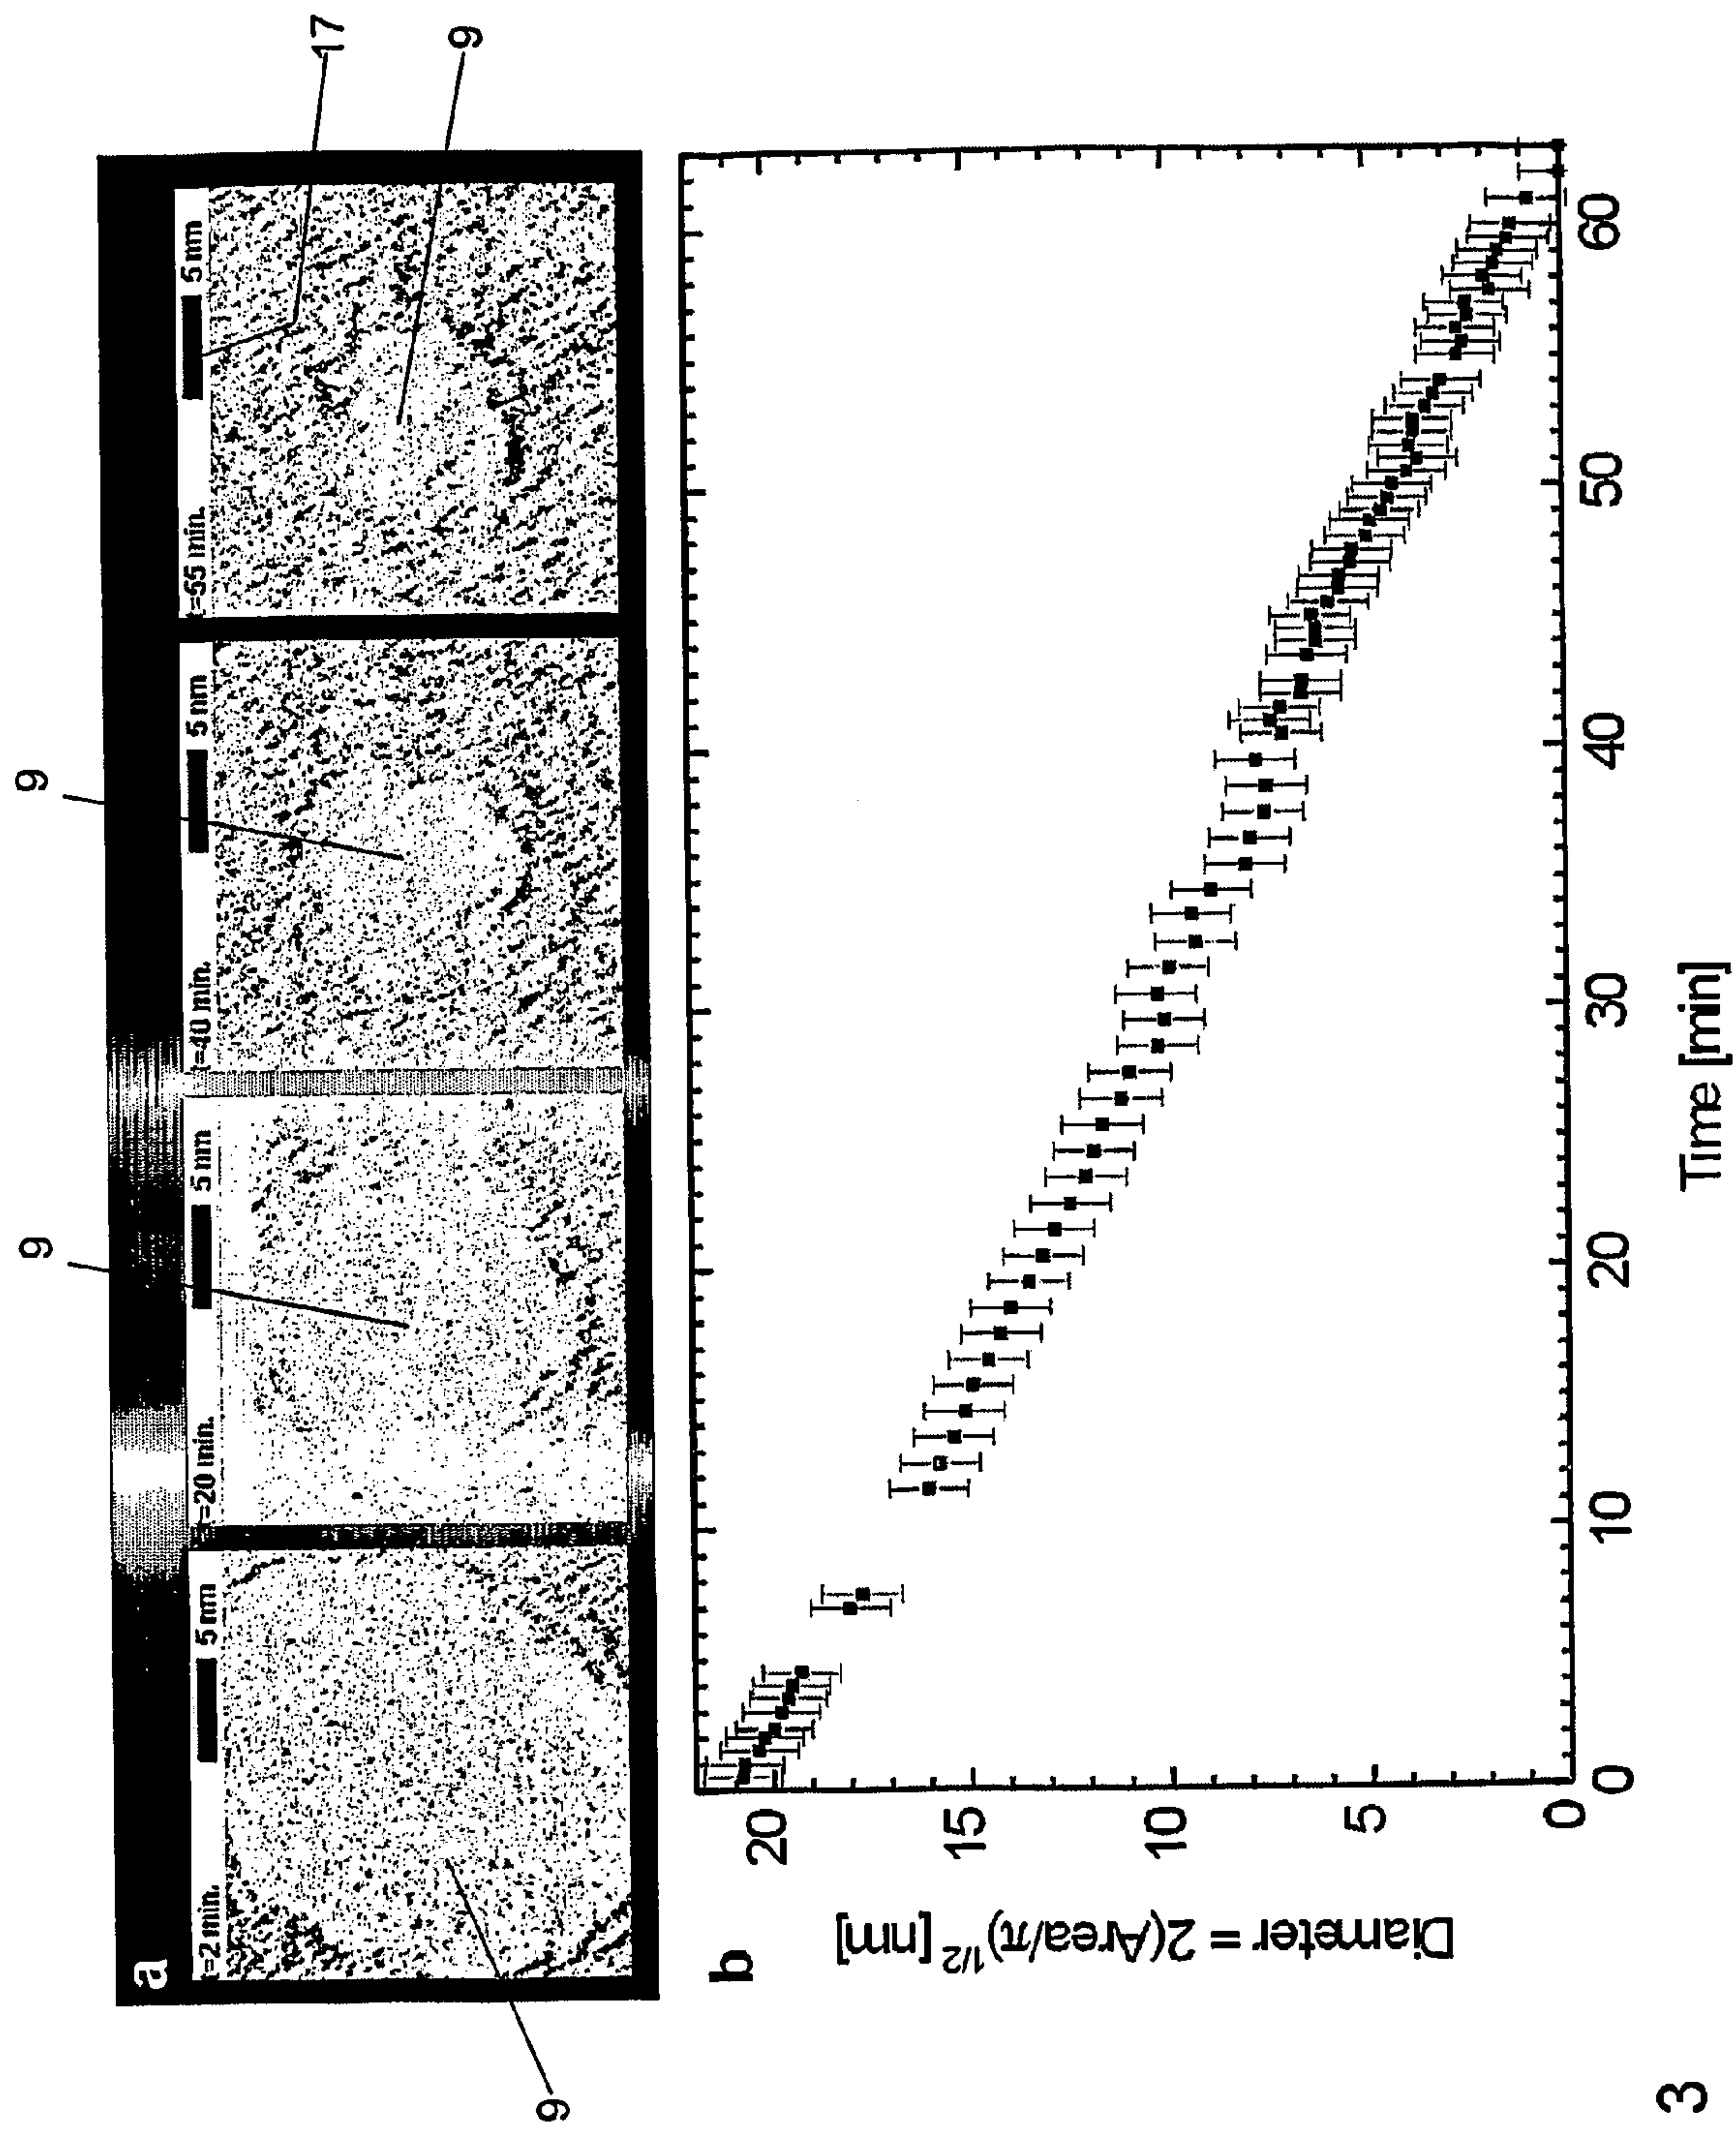 17
9
9
9
9
a
t=2 min.
5 nm
t=20 min.
5 nm
t=40 min.
5 nm
t=55 min.
5 nm
b
Diameter = 2(Area/π)^1/2 [nm]
20
15
10
5
0
0
10
20
30
40
50
60
Time [min]
3